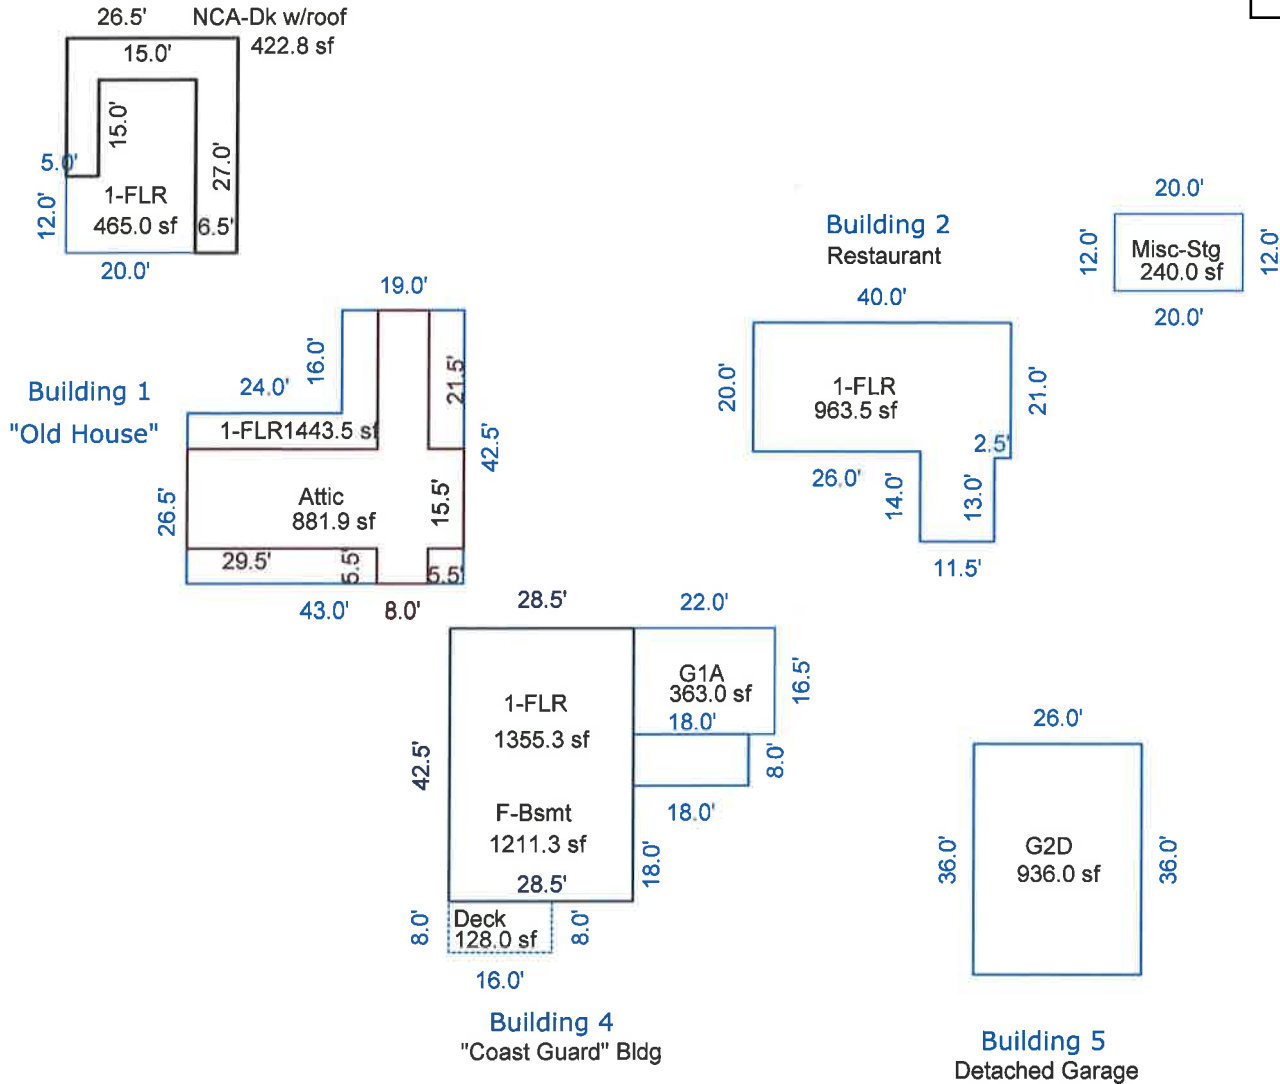 26.5'
NCA-Dk w/roof
422.8 sf
15.0'
15.0'
5.0'
27.0'
12.0'
1-FLR
465.0 sf
6.5'
20.0'
19.0'
16.0'
21.5'
24.0'
Building 1
"Old House"
1-FLR1443.5 sf
42.5'
26.5'
Attic
881.9 sf
15.5'
29.5'
5.5'
5.5'
43.0'
8.0'
Building 2
Restaurant
40.0'
20.0'
1-FLR
963.5 sf
21.0'
2.5'
26.0'
14.0'
13.0'
11.5'
20.0'
12.0'
Misc-Stg
240.0 sf
12.0'
20.0'
28.5'
22.0'
G1A
363.0 sf
16.5'
1-FLR
1355.3 sf
18.0'
42.5'
8.0'
F-Bsmt
1211.3 sf
18.0'
18.0'
28.5'
8.0'
Deck
128.0 sf
8.0'
16.0'
Building 4
"Coast Guard" Bldg
26.0'
36.0'
G2D
936.0 sf
36.0'
Building 5
Detached Garage